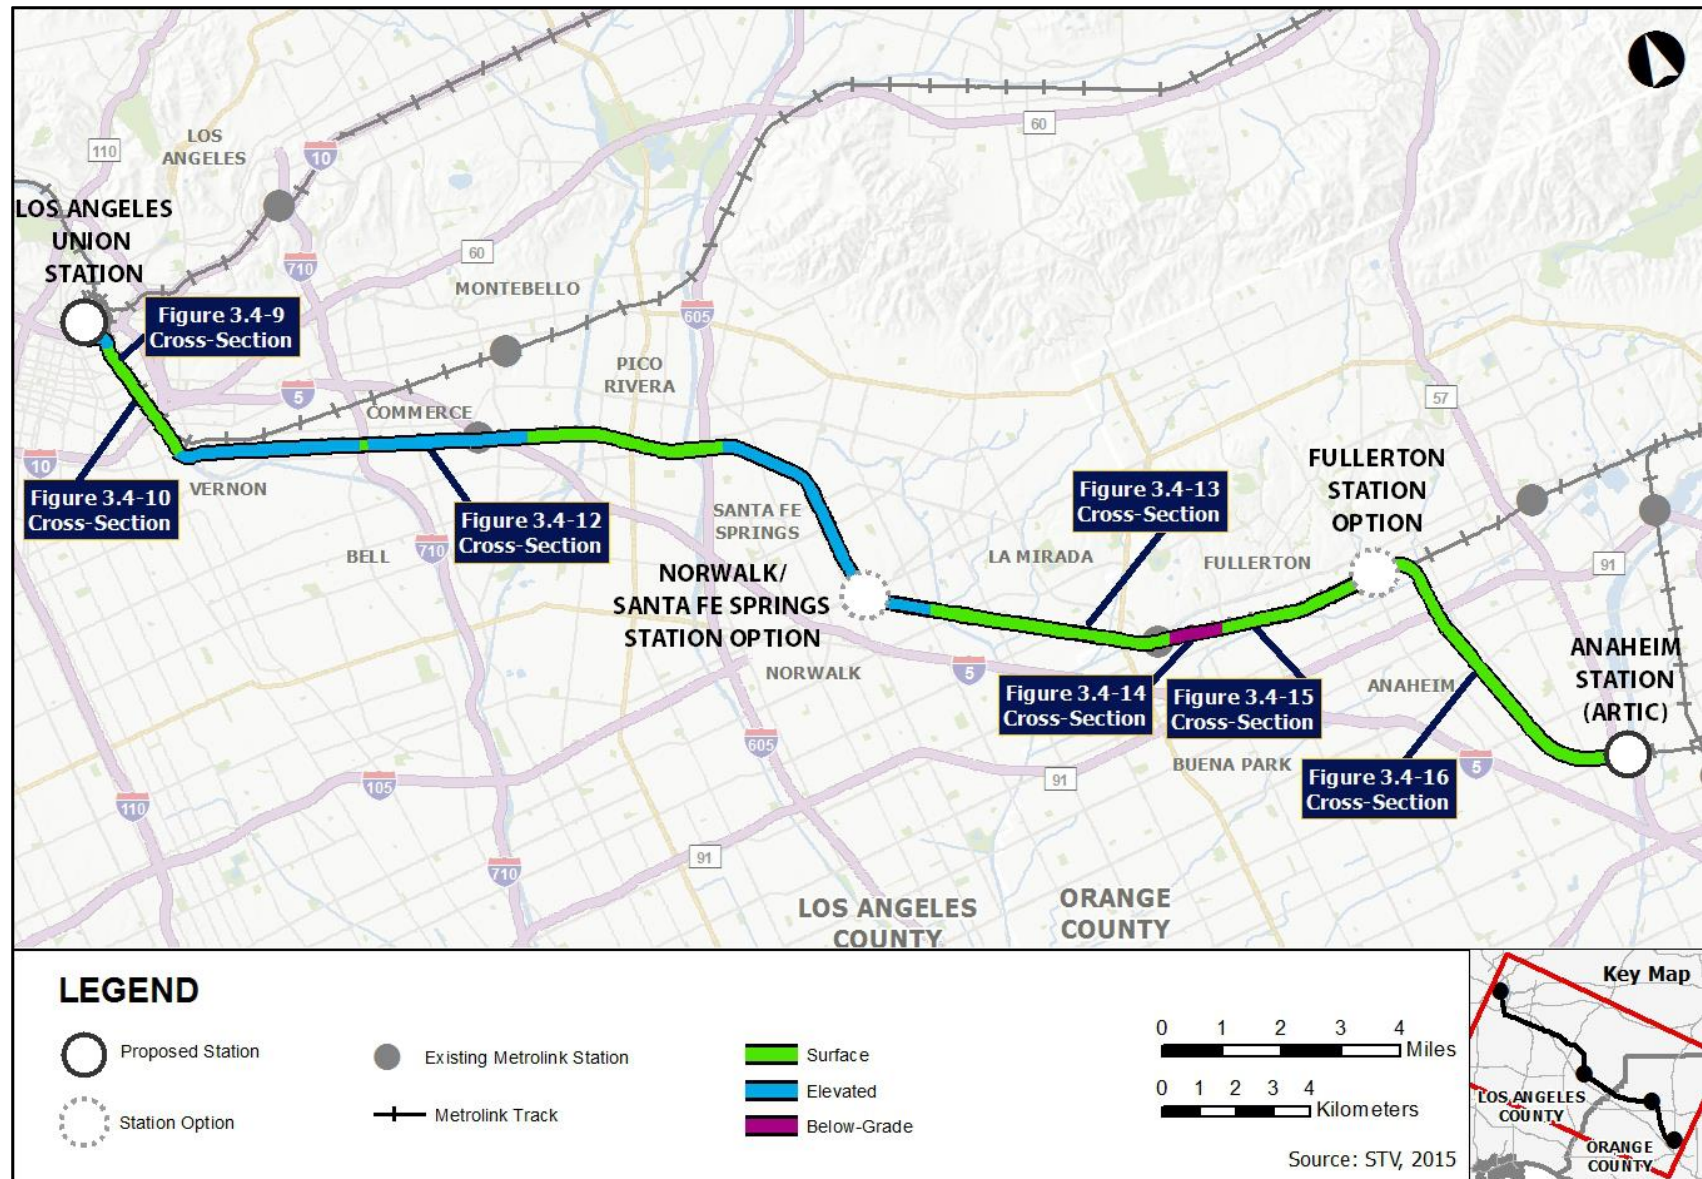 LOS
ANGELES
110
10
60
LOS ANGELES
UNION
STATION
710
60
MONTEBELLO
605
Figure 3.4-9
Cross-Section
PICO
RIVERA
5
COMMERCE
57
10
Figure 3.4-10
Cross-Section
VERNON
BELL
710
Figure 3.4-12
Cross-Section
SANTA FE
SPRINGS
NORWALK/
SANTA FE SPRINGS
STATION OPTION
Figure 3.4-13
Cross-Section
LA MIRADA
FULLERTON
STATION
OPTION
FULLERTON
91
NORWALK
5
Figure 3.4-14
Cross-Section
Figure 3.4-15
Cross-Section
ANAHEIM
ANAHEIM
STATION
(ARTIC)
605
BUENA PARK
5
Figure 3.4-16
Cross-Section
91
105
110
91
710
LOS ANGELES
COUNTY
ORANGE
COUNTY
LEGEND
Proposed Station
Station Option
Existing Metrolink Station
Metrolink Track
Surface
Elevated
Below-Grade
0 1 2 3 4
Miles
0 1 2 3 4
Kilometers
Source: STV, 2015
Key Map
LOS ANGELES
COUNTY
ORANGE
COUNTY